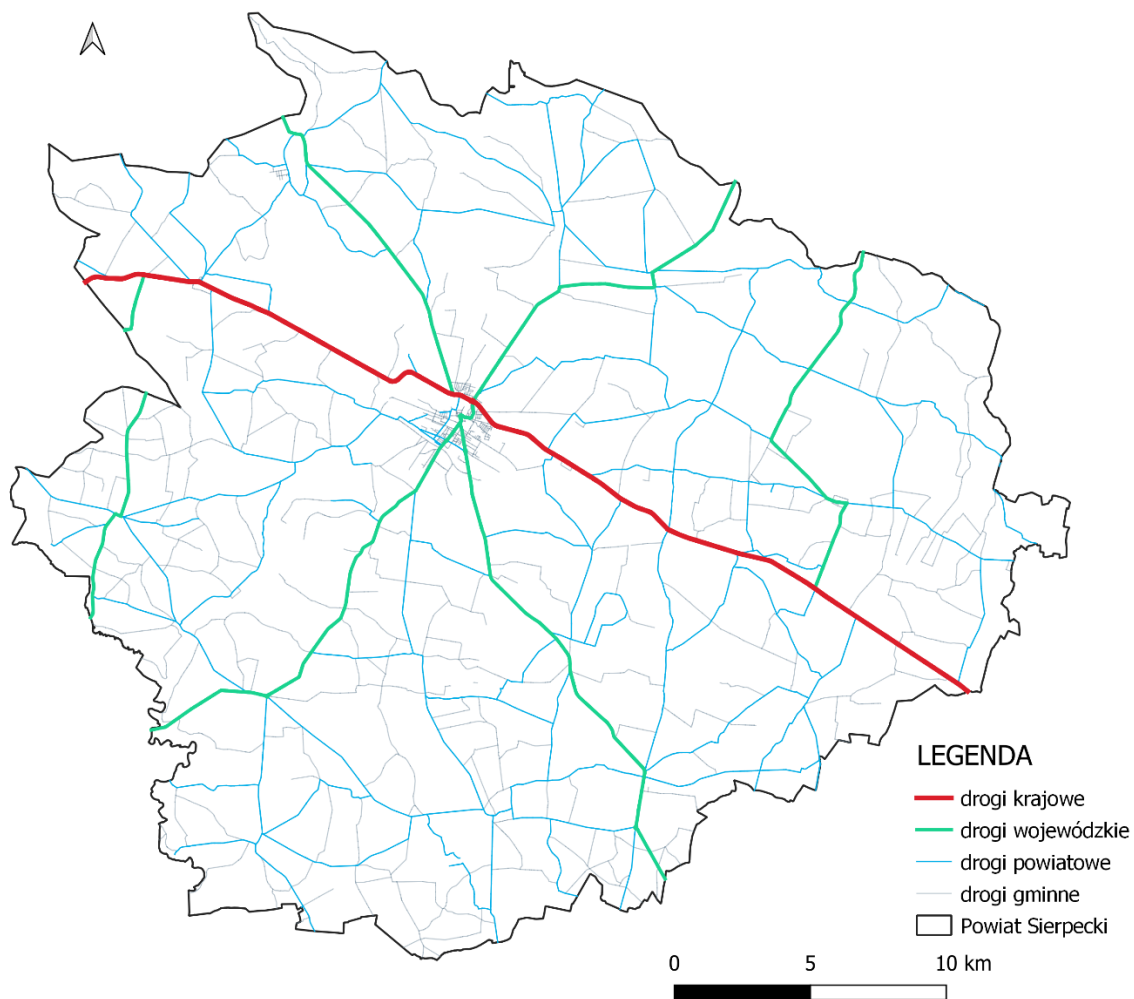 LEGENDA
drogi krajowe
drogi wojewódzkie
drogi powiatowe
drogi gminne
Powiat Sierpecki
0 5 10 km